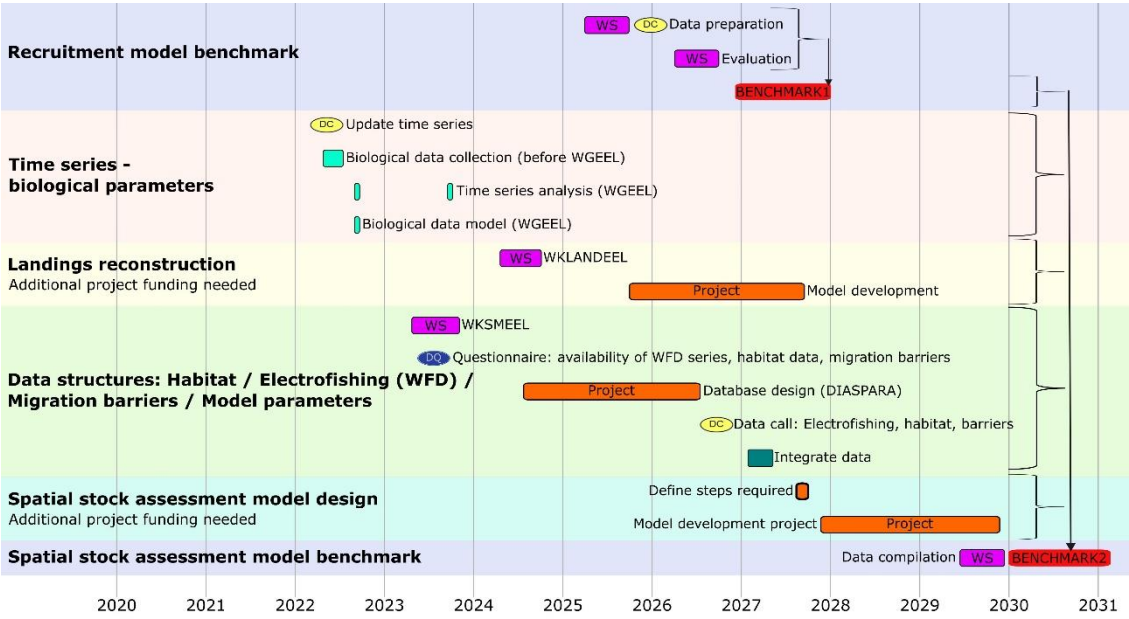 WS DC Data preparation
Recruitment model benchmark
WS Evaluation
BENCHMARK1
DC Update time series
Biological data collection (before WGEEL)
Time series -
biological parameters
Time series analysis (WGEEL)
Biological data model (WGEEL)
Landings reconstruction
Additional project funding needed
WS WKLANDEEL
Project Model development
WS WKSMEEL
DQ Questionnaire: availability of WFD series, habitat data, migration barriers
Data structures: Habitat / Electrofishing (WFD) /
Migration barriers / Model parameters
Project Database design (DIASPARA)
DC Data call: Electrofishing, habitat, barriers
Integrate data
Spatial stock assessment model design
Additional project funding needed
Define steps required
Model development project Project
Spatial stock assessment model benchmark
Data compilation WS BENCHMARK2
2020 2021 2022 2023 2024 2025 2026 2027 2028 2029 2030 2031